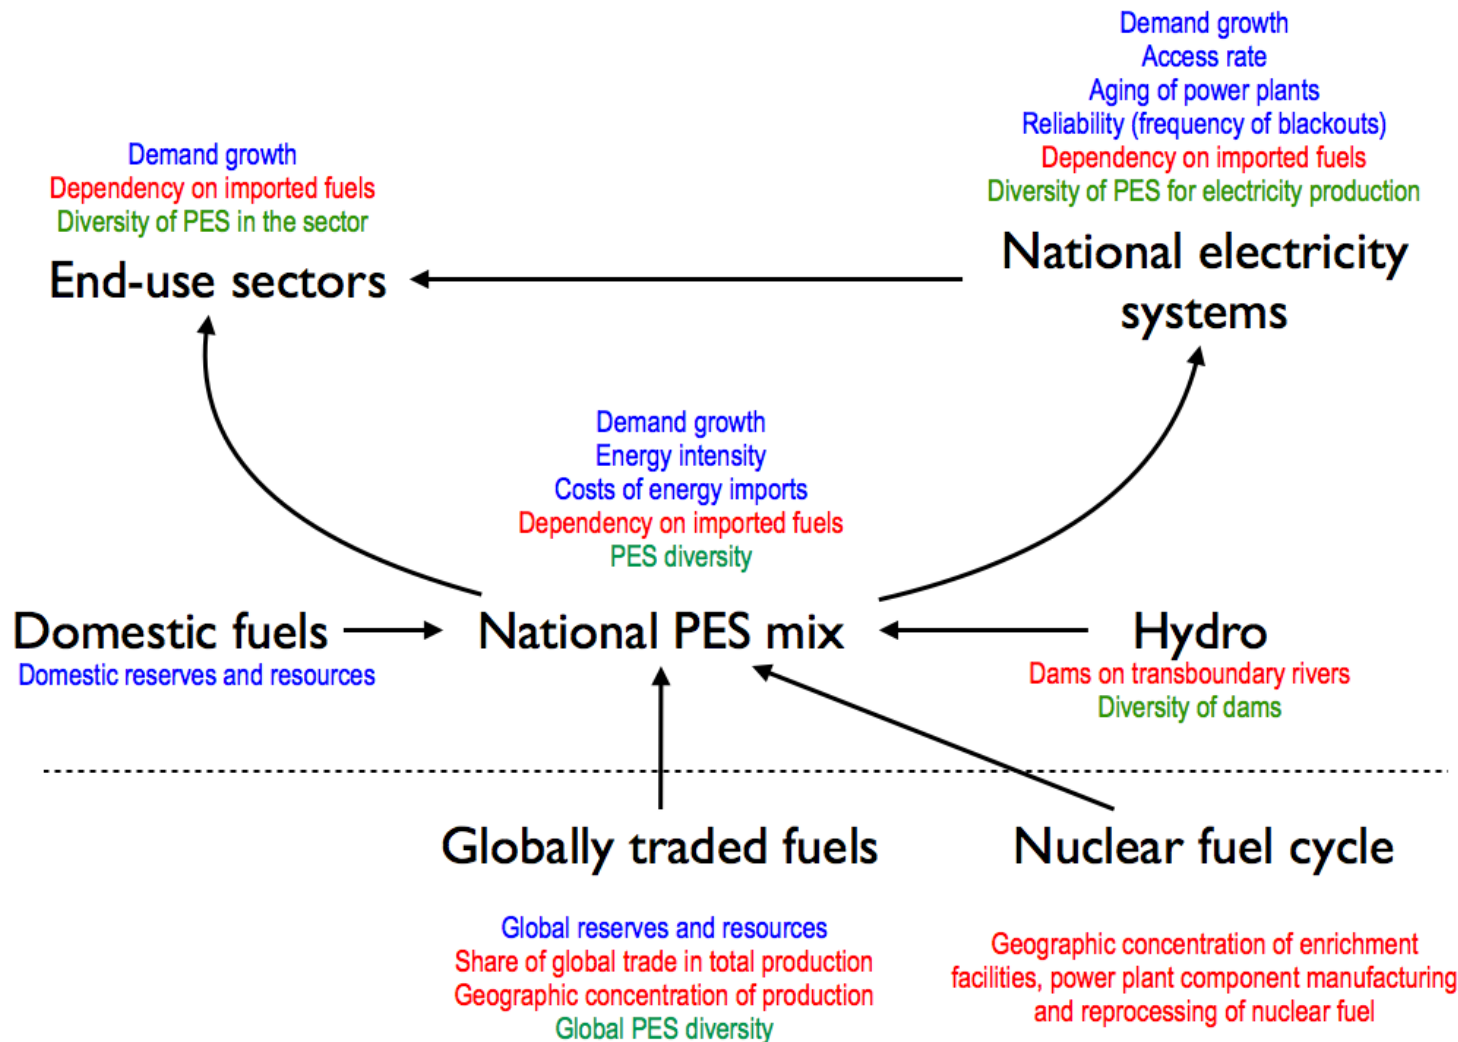 Demand growth
Access rate
Aging of power plants
Reliability (frequency of blackouts)
Dependency on imported fuels
Diversity of PES for electricity production
National electricity
systems
Demand growth
Dependency on imported fuels
Diversity of PES in the sector
End-use sectors
Demand growth
Energy intensity
Costs of energy imports
Dependency on imported fuels
PES diversity
Domestic fuels
Domestic reserves and resources
National PES mix
Hydro
Dams on transboundary rivers
Diversity of dams
Globally traded fuels
Global reserves and resources
Share of global trade in total production
Geographic concentration of production
Global PES diversity
Nuclear fuel cycle
Geographic concentration of enrichment
facilities, power plant component manufacturing
and reprocessing of nuclear fuel